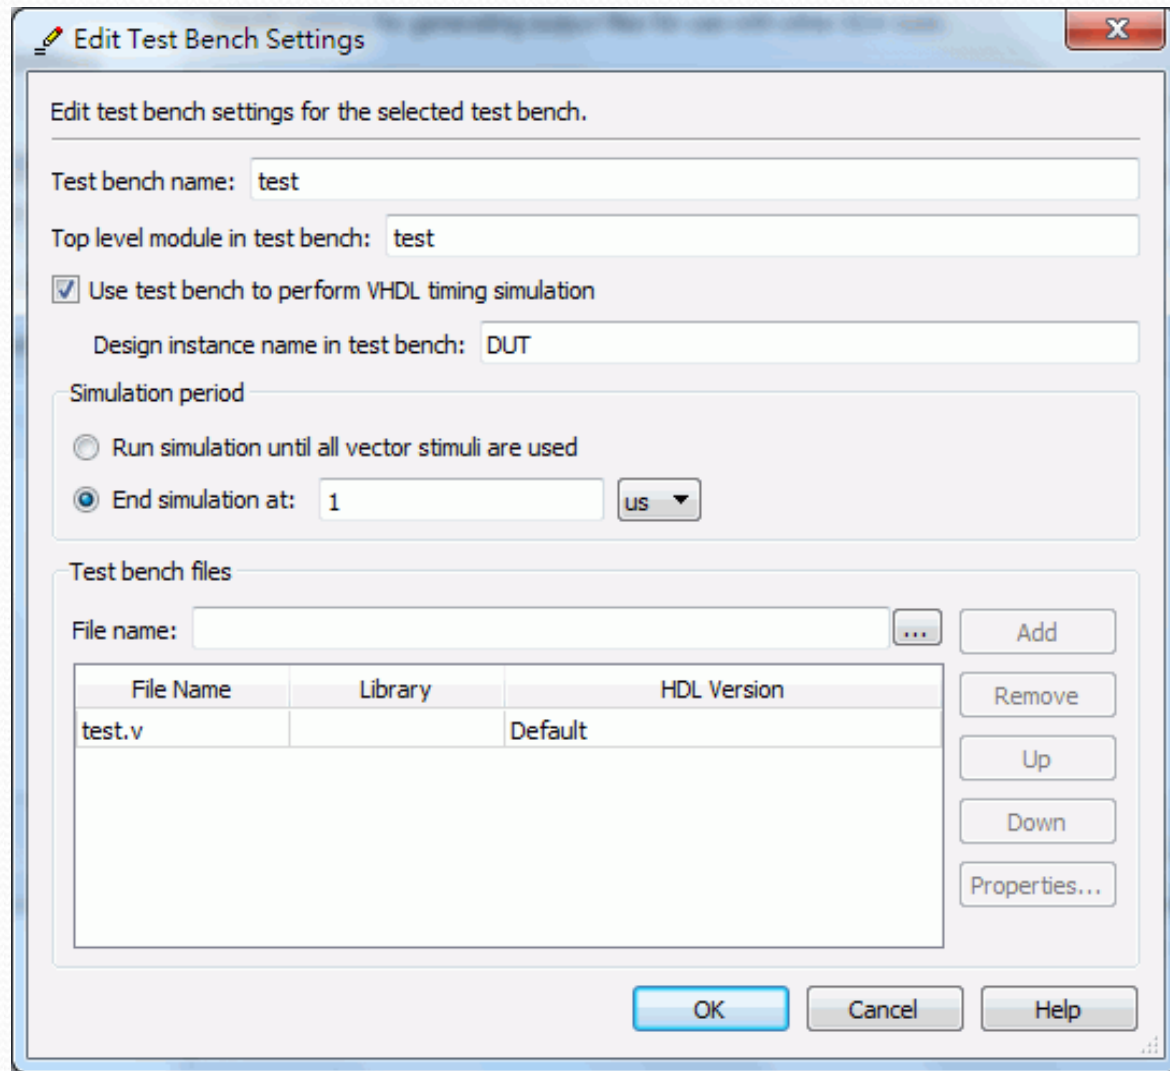 Edit Test Bench Settings
Edit test bench settings for the selected test bench.
Test bench name: test
Top level module in test bench: test
Use test bench to perform VHDL timing simulation
Design instance name in test bench: DUT
Simulation period
Run simulation until all vector stimuli are used
End simulation at: 1 us
Test bench files
File name: ... Add
File Name Library HDL Version Remove
test.v Default
Up
Down
Properties...
OK Cancel Help